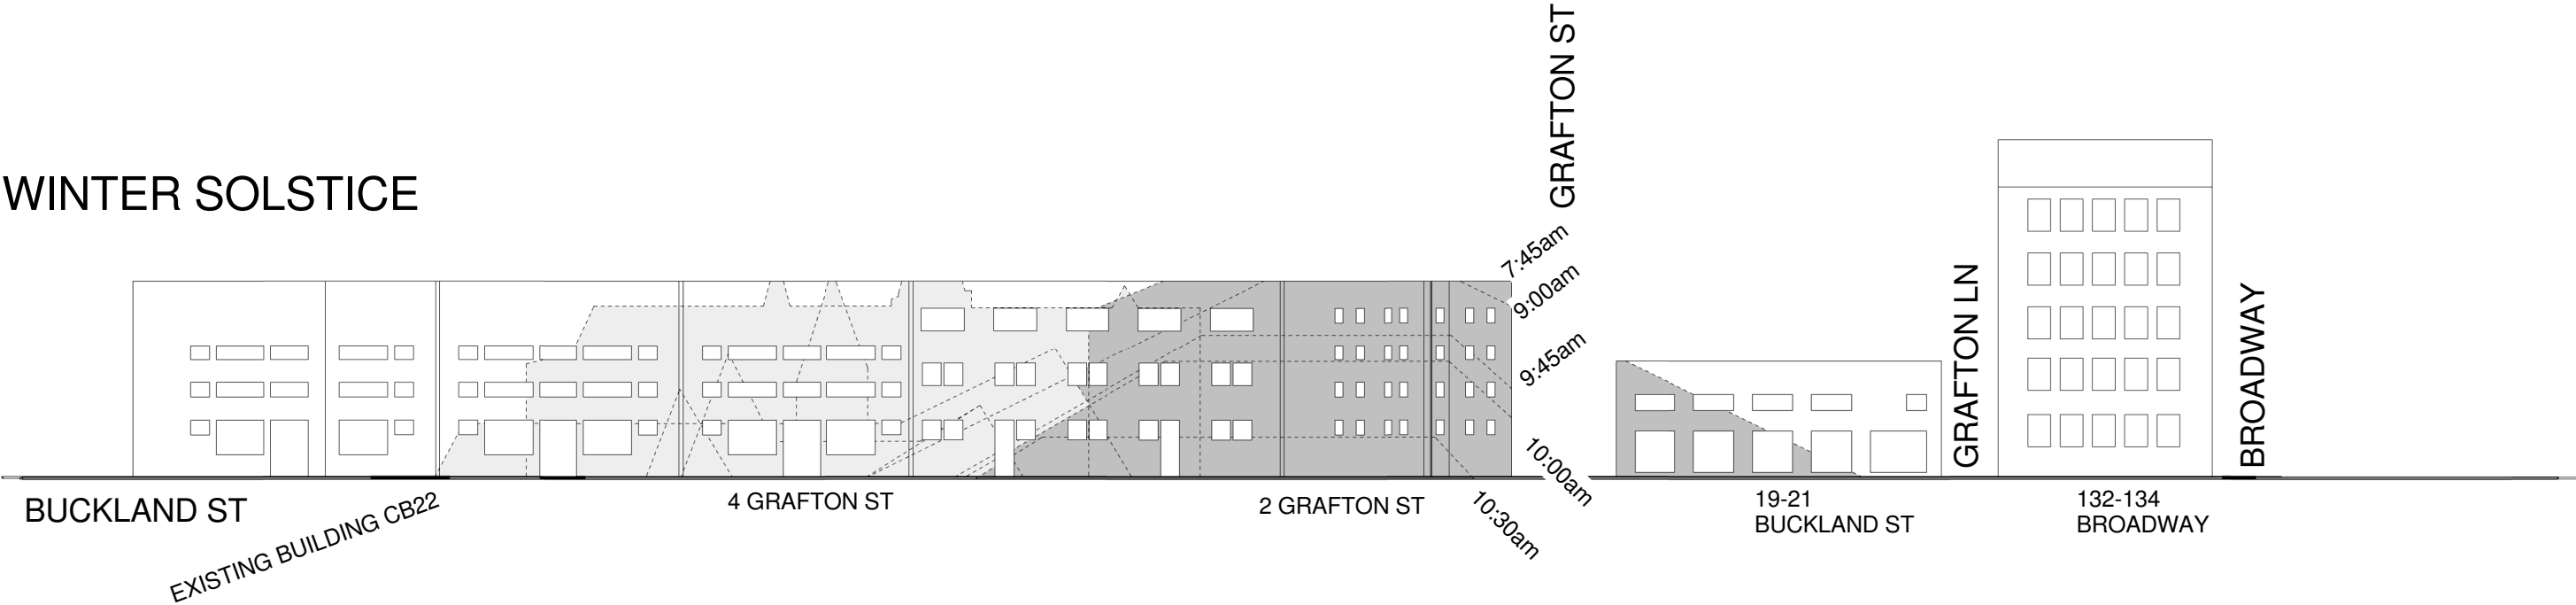 GRAFTON ST
WINTER SOLSTICE
7:45am
9:00am
9:45am
10:00am
10:30am
GRAFTON LN
BROADWAY
BUCKLAND ST
EXISTING BUILDING CB22
4 GRAFTON ST
2 GRAFTON ST
19-21
BUCKLAND ST
132-134
BROADWAY